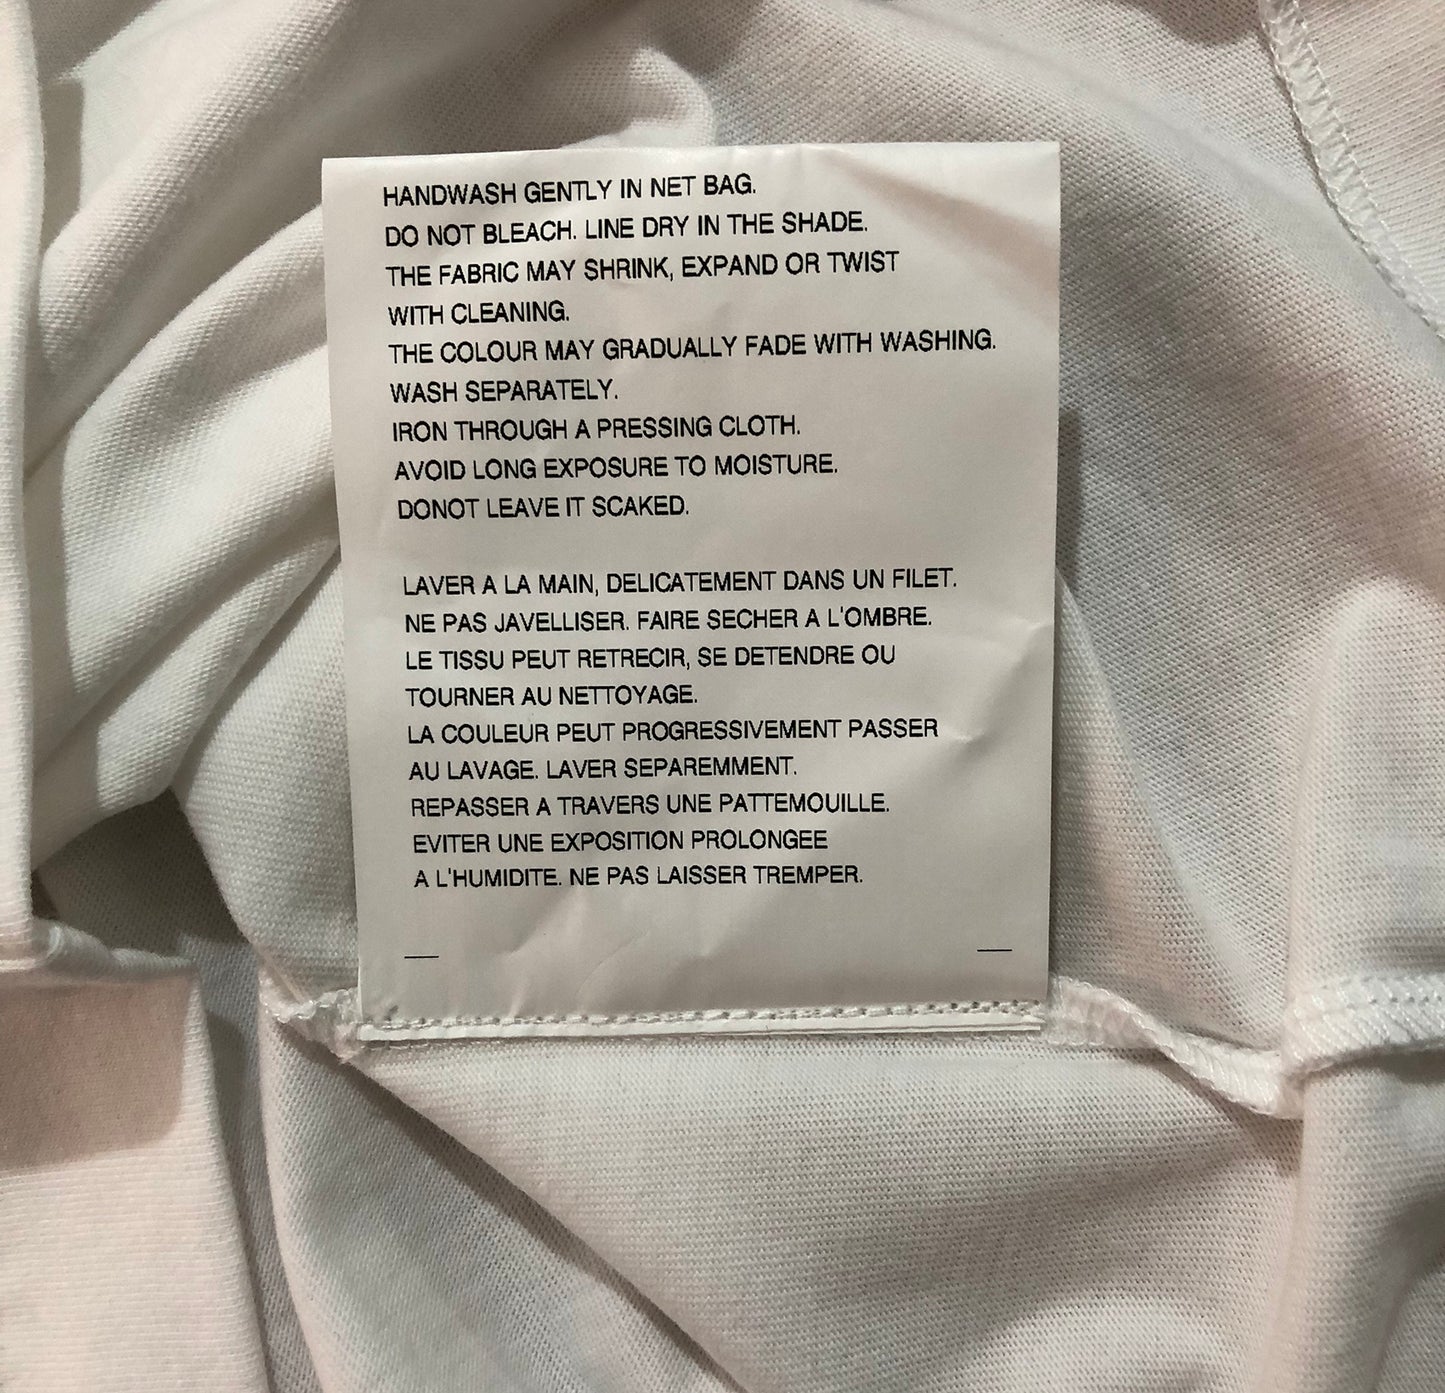 HANDWASH GENTLY IN NET BAG.
DO NOT BLEACH. LINE DRY IN THE SHADE.
THE FABRIC MAY SHRINK, EXPAND OR TWIST
WITH CLEANING.
THE COLOUR MAY GRADUALLY FADE WITH WASHING.
WASH SEPARATELY.
IRON THROUGH A PRESSING CLOTH.
AVOID LONG EXPOSURE TO MOISTURE.
DONOT LEAVE IT SCAKED.
LAVER A LA MAIN, DELICATEMENT DANS UN FILET.
NE PAS JAVELLISER. FAIRE SECHER A L'OMBRE.
LE TISSU PEUT RETRECIR, SE DETENDRE OU
TOURNER AU NETTOYAGE.
LA COULEUR PEUT PROGRESSIVEMENT PASSER
AU LAVAGE. LAVER SEPAREMMENT.
REPASSER A TRAVERS UNE PATTEMOUILLE.
EVITER UNE EXPOSITION PROLONGEE
A L'HUMIDITE. NE PAS LAISSER TREMPER.